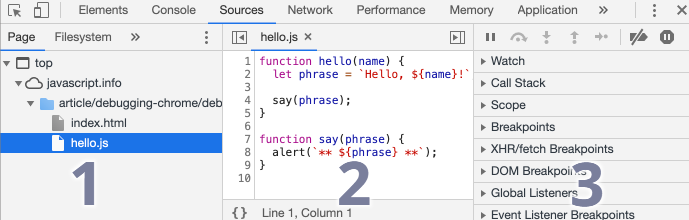 Elements Console Sources Network Performance Memory Application »
Page Filesystem »
top
javascript.info
article/debugging-chrome/deb
index.html
hello.js
1
hello.js ×
1 function hello(name) {
2 let phrase = `Hello, ${name}!`
3
4 say(phrase);
5 }
6
7 function say(phrase) {
8 alert(`** ${phrase} **`);
9 }
10
2
{} Line 1, Column 1
Watch
Call Stack
Scope
Breakpoints
XHR/fetch Breakpoints
DOM Breakpoints
Global Listeners
Event Listener Breakpoints
3